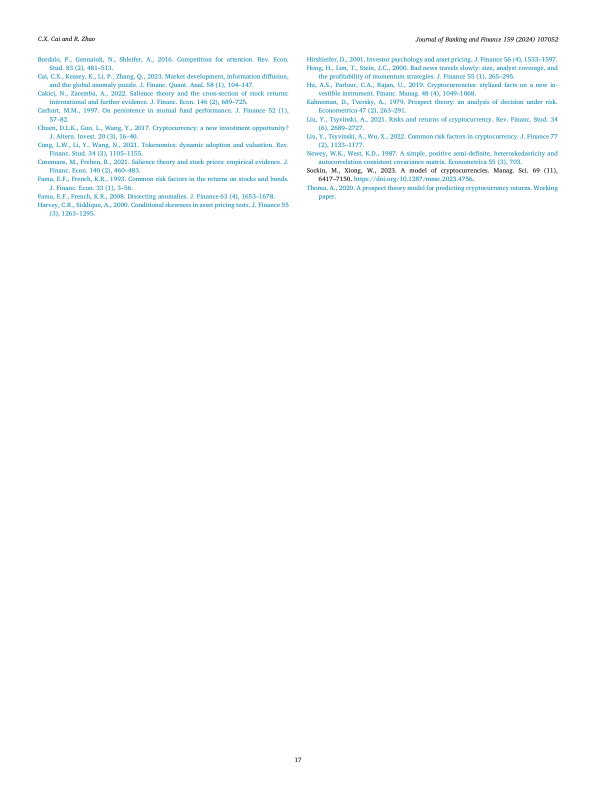 C.X. Cai and R. Zhao
Journal of Banking and Finance 159 (2024) 107052
Bordalo, P., Gennaioli, N., Shleifer, A., 2016. Competition for attention. Rev. Econ.
Stud. 83 (2), 481–513.
Cai, C.X., Keasey, K., Li, P., Zhang, Q., 2023. Market development, information diffusion,
and the global anomaly puzzle. J. Financ. Quant. Anal. 58 (1), 104–147.
Cakici, N., Zaremba, A., 2022. Salience theory and the cross-section of stock returns:
international and further evidence. J. Financ. Econ. 146 (2), 689–725.
Carhart, M.M., 1997. On persistence in mutual fund performance. J. Finance 52 (1),
57–82.
Chuen, D.L.K., Guo, L., Wang, Y., 2017. Cryptocurrency: a new investment opportunity?
J. Altern. Invest. 20 (3), 16–40.
Cong, L.W., Li, Y., Wang, N., 2021. Tokenomics: dynamic adoption and valuation. Rev.
Financ. Stud. 34 (3), 1105–1155.
Cosemans, M., Frehen, R., 2021. Salience theory and stock prices: empirical evidence. J.
Financ. Econ. 140 (2), 460–483.
Fama, E.F., French, K.R., 1993. Common risk factors in the returns on stocks and bonds.
J. Financ. Econ. 33 (1), 3–56.
Fama, E.F., French, K.R., 2008. Dissecting anomalies. J. Finance 63 (4), 1653–1678.
Harvey, C.R., Siddique, A., 2000. Conditional skewness in asset pricing tests. J. Finance 55
(3), 1263–1295.
Hirshleifer, D., 2001. Investor psychology and asset pricing. J. Finance 56 (4), 1533–1597.
Hong, H., Lim, T., Stein, J.C., 2000. Bad news travels slowly: size, analyst coverage, and
the profitability of momentum strategies. J. Finance 55 (1), 265–295.
Hu, A.S., Parlour, C.A., Rajan, U., 2019. Cryptocurrencies: stylized facts on a new in-
vestible instrument. Financ. Manag. 48 (4), 1049–1068.
Kahneman, D., Tversky, A., 1979. Prospect theory: an analysis of decision under risk.
Econometrica 47 (2), 263–291.
Liu, Y., Tsyvinski, A., 2021. Risks and returns of cryptocurrency. Rev. Financ. Stud. 34
(6), 2689–2727.
Liu, Y., Tsyvinski, A., Wu, X., 2022. Common risk factors in cryptocurrency. J. Finance 77
(2), 1133–1177.
Newey, W.K., West, K.D., 1987. A simple, positive semi-definite, heteroskedasticity and
autocorrelation consistent covariance matrix. Econometrica 55 (3), 703.
Sockin, M., Xiong, W., 2023. A model of cryptocurrencies. Manag. Sci. 69 (11),
6417–7150. https://doi.org/10.1287/mnsc.2023.4756.
Thoma, A., 2020. A prospect theory model for predicting cryptocurrency returns. Working
paper.
17